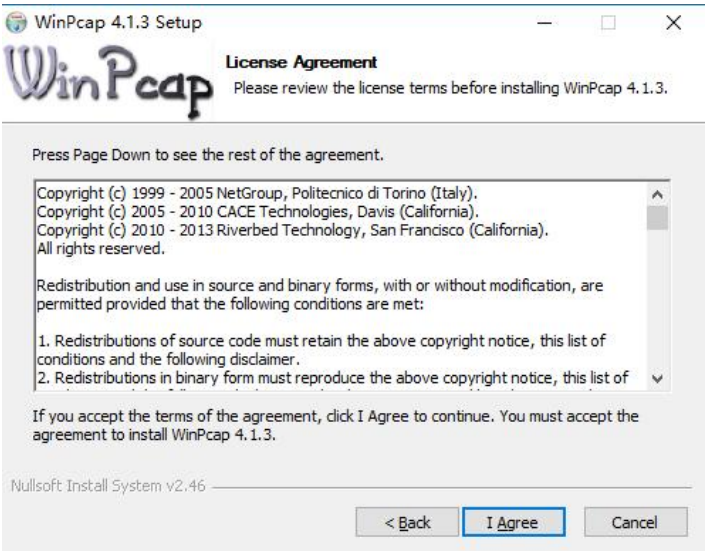 WinPcap 4.1.3 Setup
WinPcap
License Agreement
Please review the license terms before installing WinPcap 4.1.3.
Press Page Down to see the rest of the agreement.
Copyright (c) 1999 - 2005 NetGroup, Politecnico di Torino (Italy).
Copyright (c) 2005 - 2010 CACE Technologies, Davis (California).
Copyright (c) 2010 - 2013 Riverbed Technology, San Francisco (California).
All rights reserved.
Redistribution and use in source and binary forms, with or without modification, are
permitted provided that the following conditions are met:
1. Redistributions of source code must retain the above copyright notice, this list of
conditions and the following disclaimer.
2. Redistributions in binary form must reproduce the above copyright notice, this list of
If you accept the terms of the agreement, click I Agree to continue. You must accept the
agreement to install WinPcap 4.1.3.
Nullsoft Install System v2.46
< Back
I Agree
Cancel